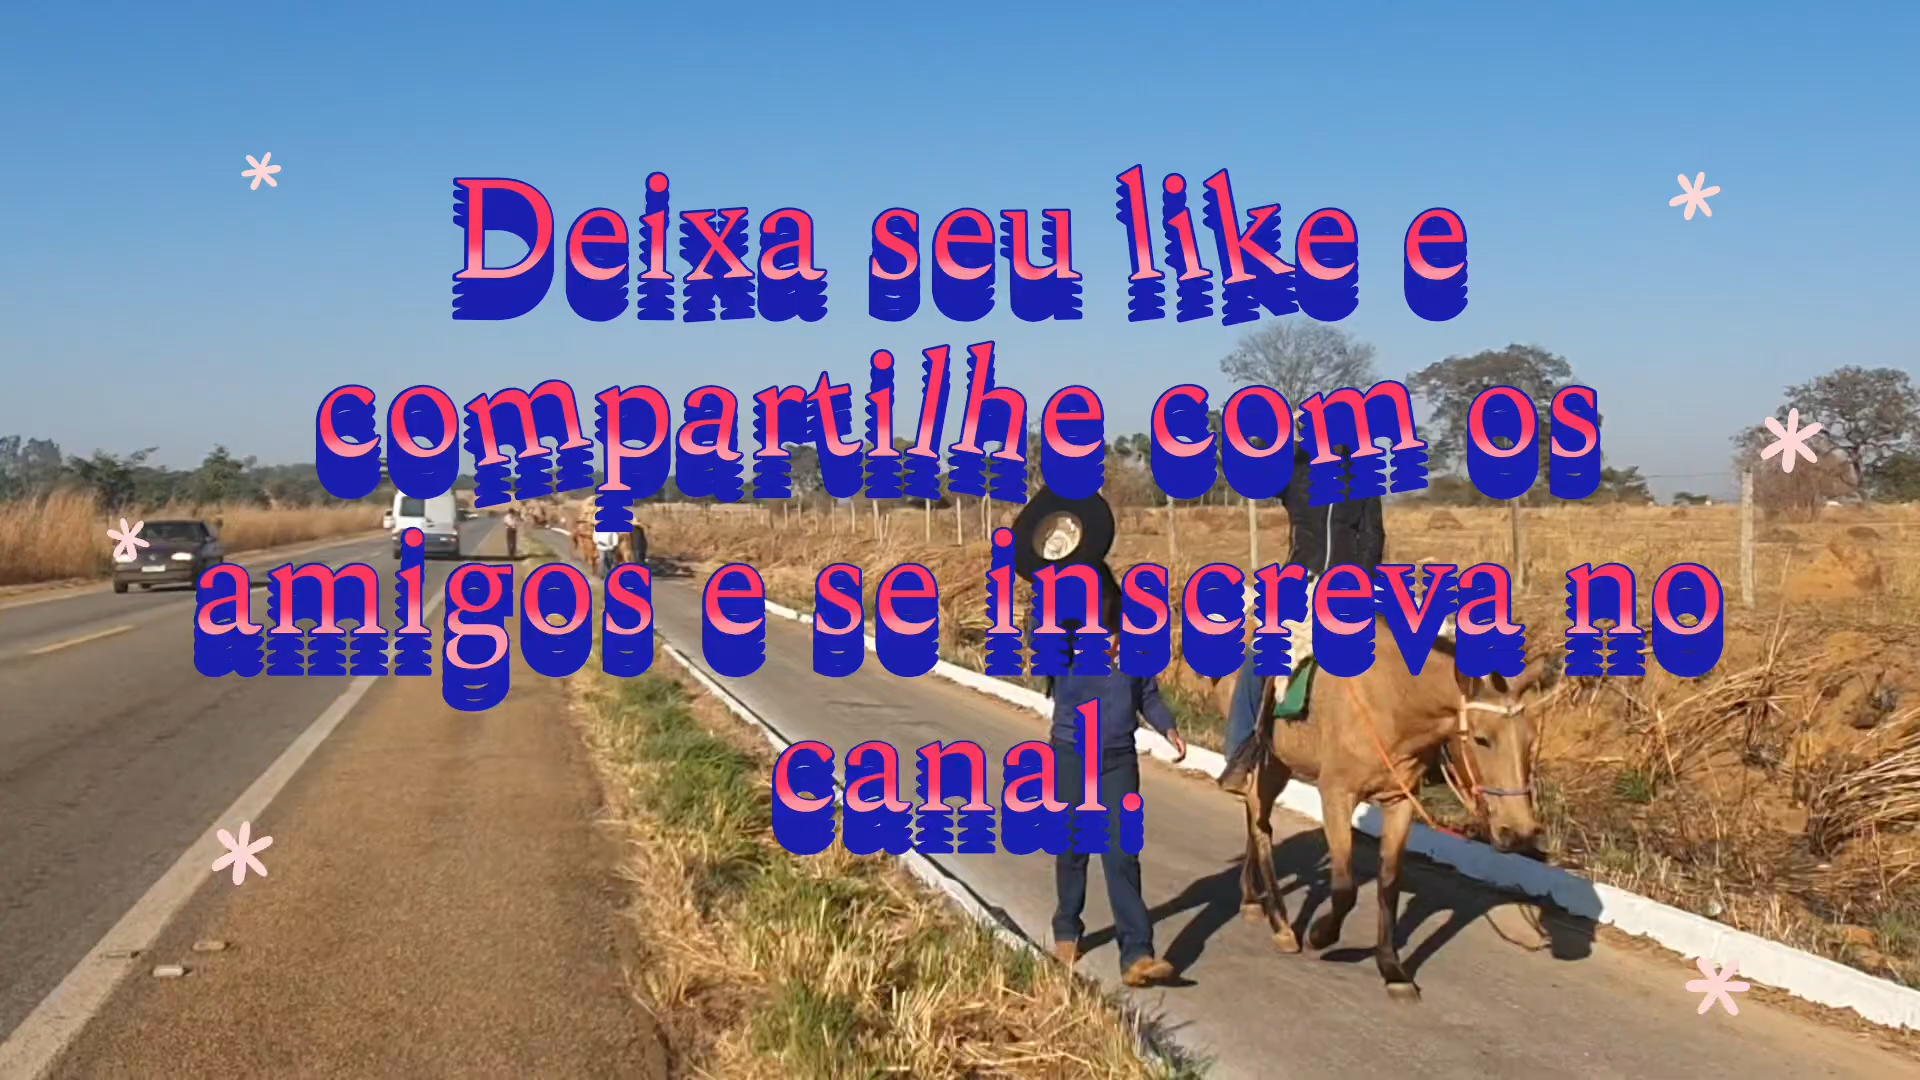 Deixa seu like e
compartilhe com os
amigos e se inscreva no
canal.